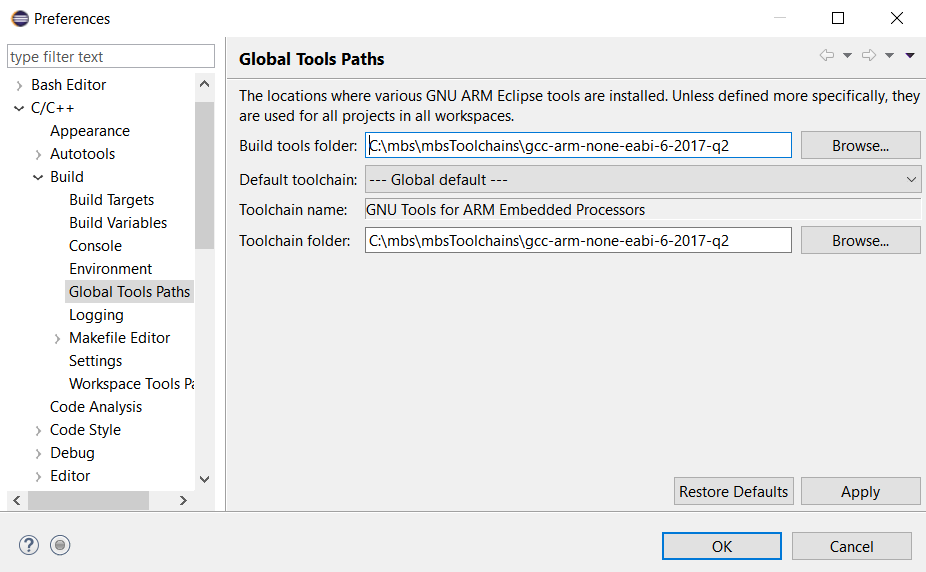 Preferences
type filter text
Bash Editor
C/C++
Appearance
Autotools
Build
Build Targets
Build Variables
Console
Environment
Global Tools Paths
Logging
Makefile Editor
Settings
Workspace Tools Pa
Code Analysis
Code Style
Debug
Editor
Global Tools Paths
The locations where various GNU ARM Eclipse tools are installed. Unless defined more specifically, they
are used for all projects in all workspaces.
Build tools folder: C:\mbs\mbsToolchains\gcc-arm-none-eabi-6-2017-q2 Browse...
Default toolchain: --- Global default ---
Toolchain name: GNU Tools for ARM Embedded Processors
Toolchain folder: C:\mbs\mbsToolchains\gcc-arm-none-eabi-6-2017-q2 Browse...
Restore Defaults Apply
? OK Cancel